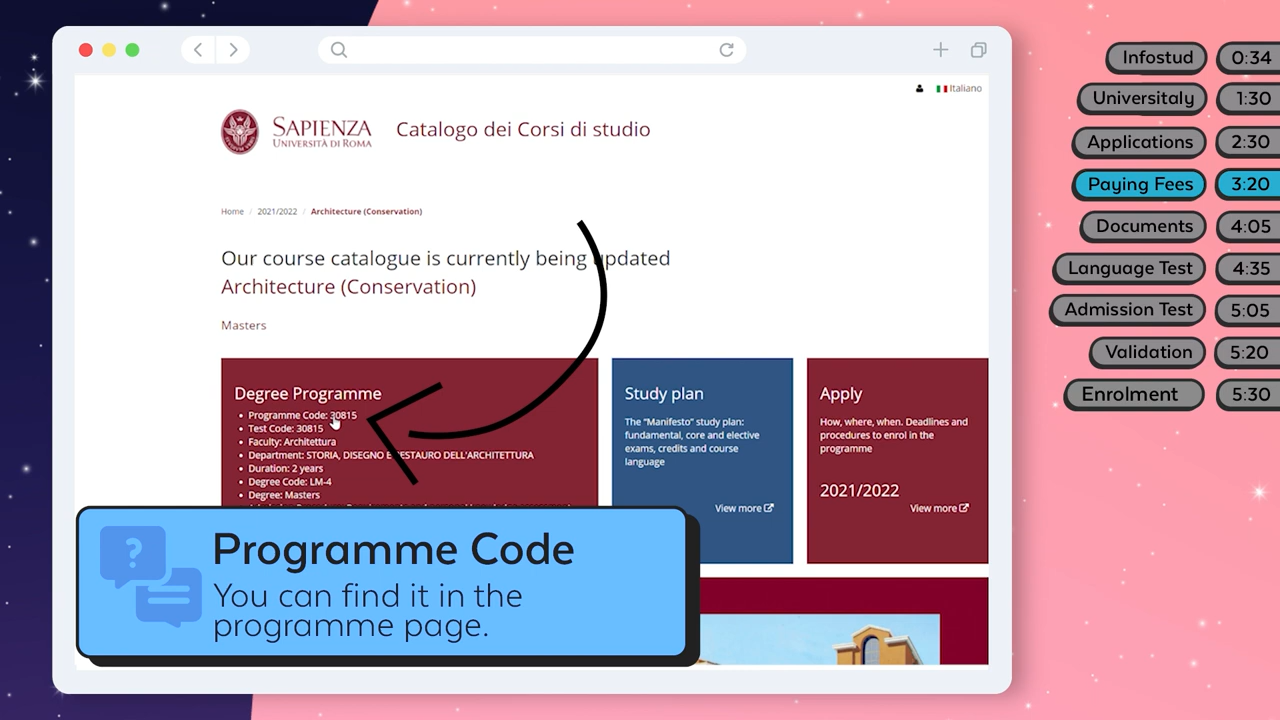 Italiano
SAPIENZA
UNIVERSITÀ DI ROMA
Catalogo dei Corsi di studio
Home / 2021/2022 / Architecture (Conservation)
Our course catalogue is currently being updated
Architecture (Conservation)
Masters
Degree Programme
• Programme Code: 30815
• Test Code: 30815
• Faculty: Architettura
• Department: STORIA, DISEGNO E RESTAURO DELL'ARCHITETTURA
• Duration: 2 years
• Degree Code: LM-4
• Degree: Masters
Study plan
The "Manifesto" study plan:
fundamental, core and elective
exams, credits and course
language
View more
Apply
How, where, when. Deadlines and
procedures to enrol in the
programme
2021/2022
View more
Programme Code
You can find it in the
programme page.
Infostud 0:34
Universitaly 1:30
Applications 2:30
Paying Fees 3:20
Documents 4:05
Language Test 4:35
Admission Test 5:05
Validation 5:20
Enrolment 5:30